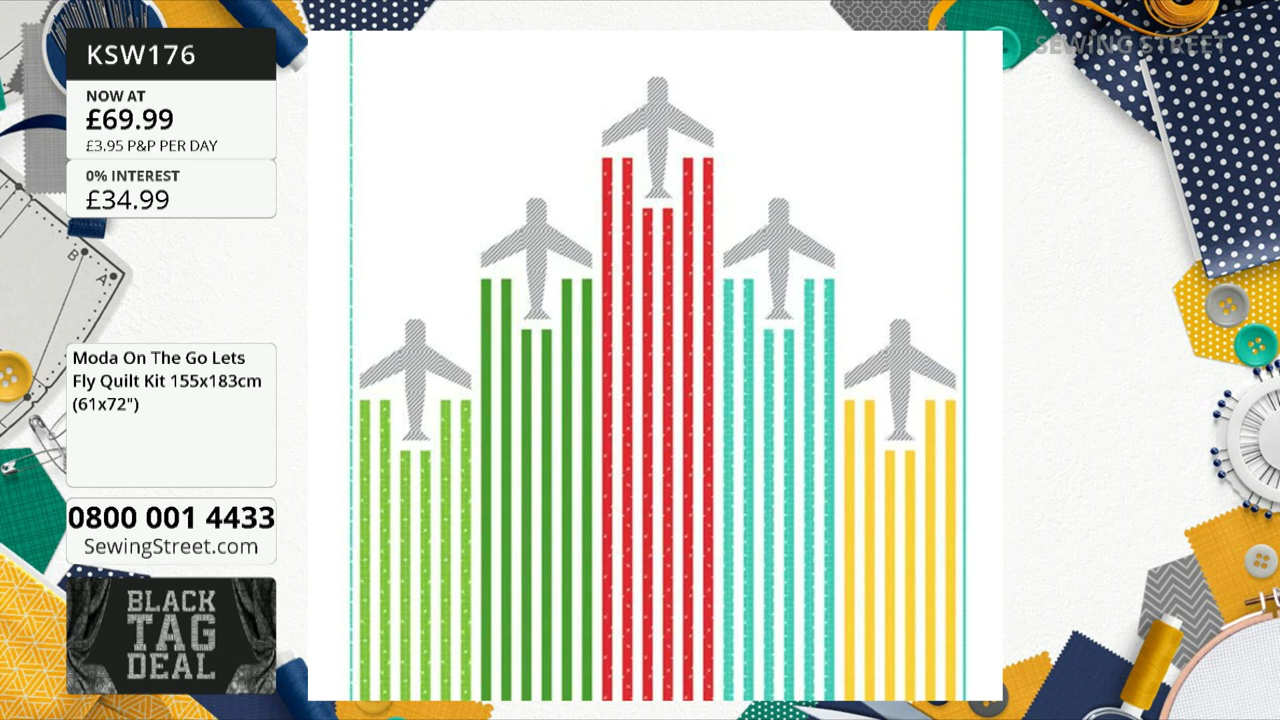 KSW176
NOW AT
£69.99
£3.95 P&P PER DAY
0% INTEREST
£34.99
Moda On The Go Lets
Fly Quilt Kit 155x183cm
(61x72")
0800 001 4433
SewingStreet.com
BLACK
TAG
DEAL
SEWING STREET
B
A